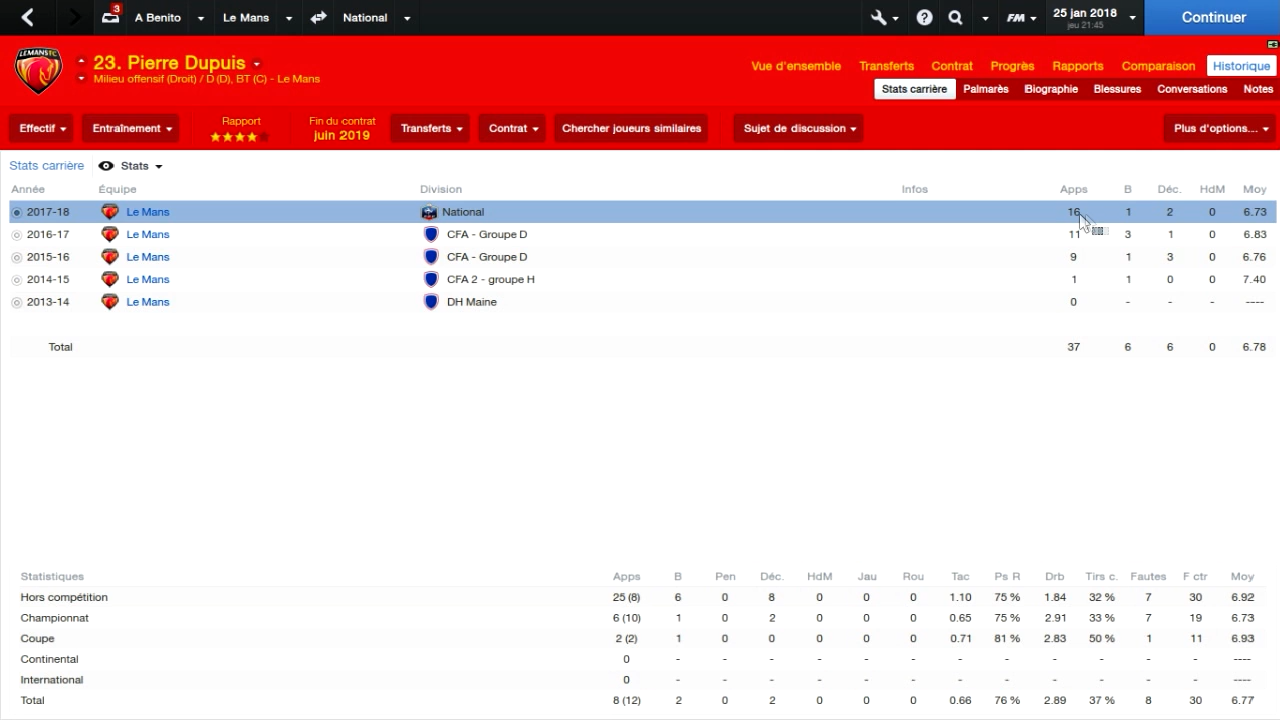 3 A Benito Le Mans National FM 25 jan 2018 Continuer
jeu 21:45
LE MANS FC
23. Pierre Dupuis
Milieu offensif (Droit) / D (D), BT (C) - Le Mans
Vue d'ensemble Transferts Contrat Progrès Rapports Comparaison Historique
Stats carrière Palmarès Biographie Blessures Conversations Notes
Effectif Entraînement Rapport Fin du contrat juin 2019 Transferts Contrat Chercher joueurs similaires Sujet de discussion Plus d'options...
Stats carrière Stats
Année Équipe Division Infos Apps B Déc. HdM Moy
2017-18 Le Mans National 16 1 2 0 6.73
2016-17 Le Mans CFA - Groupe D 11 3 1 0 6.83
2015-16 Le Mans CFA - Groupe D 9 1 3 0 6.76
2014-15 Le Mans CFA 2 - groupe H 1 1 0 0 7.40
2013-14 Le Mans DH Maine 0 - - - ----
Total 37 6 6 0 6.78
Statistiques Apps B Pen Déc. HdM Jau Rou Tac Ps R Drb Tirs c. Fautes F ctr Moy
Hors compétition 25 (8) 6 0 8 0 0 0 1.10 75 % 1.84 32 % 7 30 6.92
Championnat 6 (10) 1 0 2 0 0 0 0.65 75 % 2.91 33 % 7 19 6.73
Coupe 2 (2) 1 0 0 0 0 0 0.71 81 % 2.83 50 % 1 11 6.93
Continental 0 - - - - - - - - - - - - ----
International 0 - - - - - - - - - - - - ----
Total 8 (12) 2 0 2 0 0 0 0.66 76 % 2.89 37 % 8 30 6.77